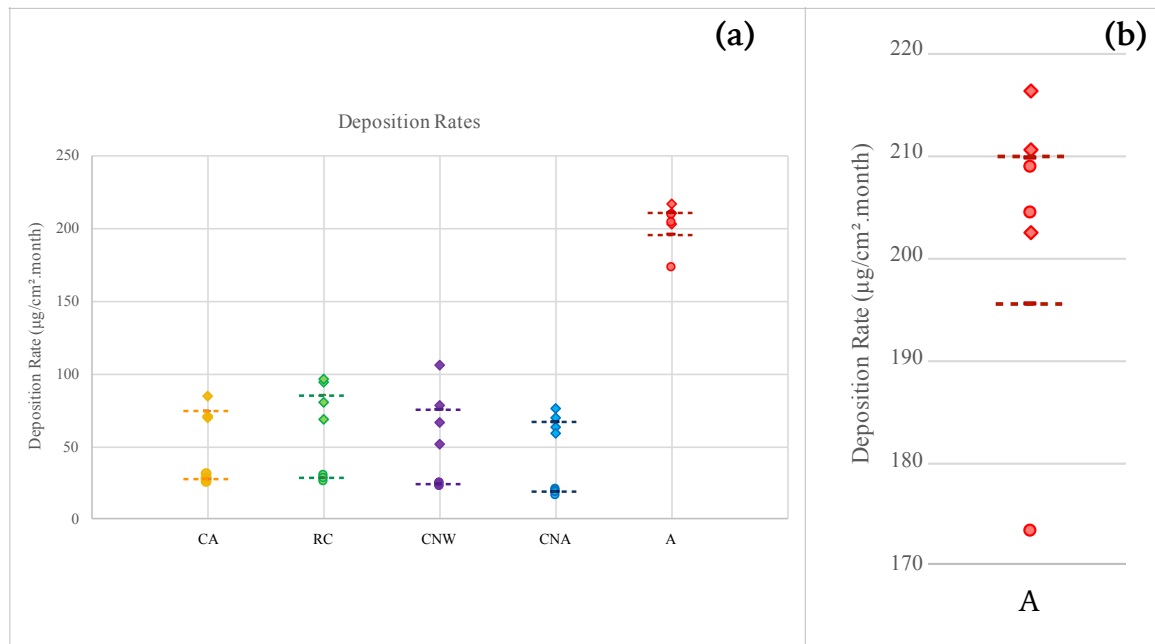 (a)
Deposition Rates
Deposition Rate (µg/cm².month)
250
200
150
100
50
0
CA
RC
CNW
CNA
A
(b)
Deposition Rate (µg/cm².month)
220
210
200
190
180
170
A